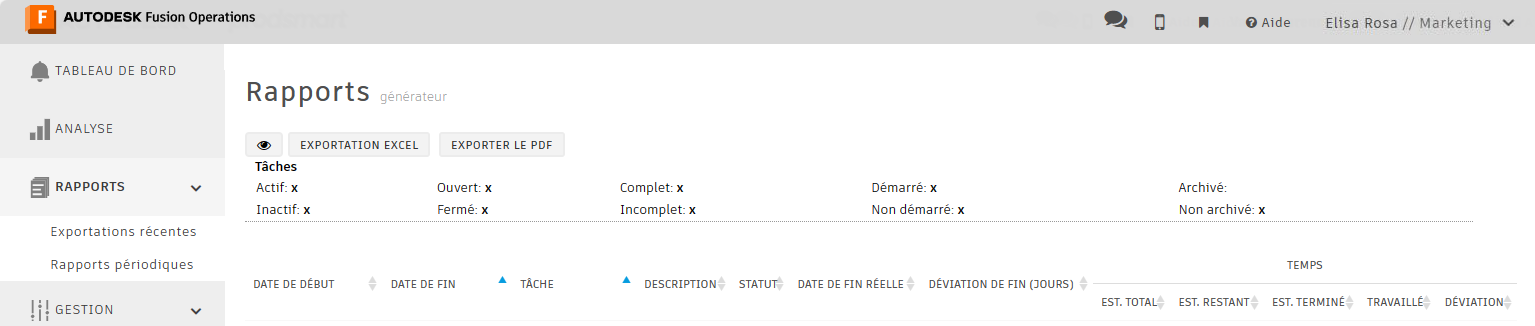 F AUTODESK Fusion Operations
Aide
Elisa Rosa // Marketing
TABLEAU DE BORD
ANALYSE
RAPPORTS
Exportations récentes
Rapports périodiques
GESTION
Rapports générateur
EXPORTATION EXCEL EXPORTER LE PDF
Tâches
Actif: x Ouvert: x Complet: x Démarré: x Archivé:
Inactif: x Fermé: x Incomplet: x Non démarré: x Non archivé: x
TEMPS
DATE DE DÉBUT DATE DE FIN TÂCHE DESCRIPTION STATUT DATE DE FIN RÉELLE DÉVIATION DE FIN (JOURS)
EST. TOTAL EST. RESTANT EST. TERMINÉ TRAVAILLÉ DÉVIATION